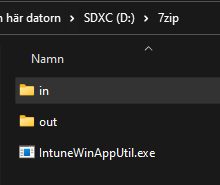 n här datorn > SDXC (D:) > 7zip
Namn
in
out
IntuneWinAppUtil.exe